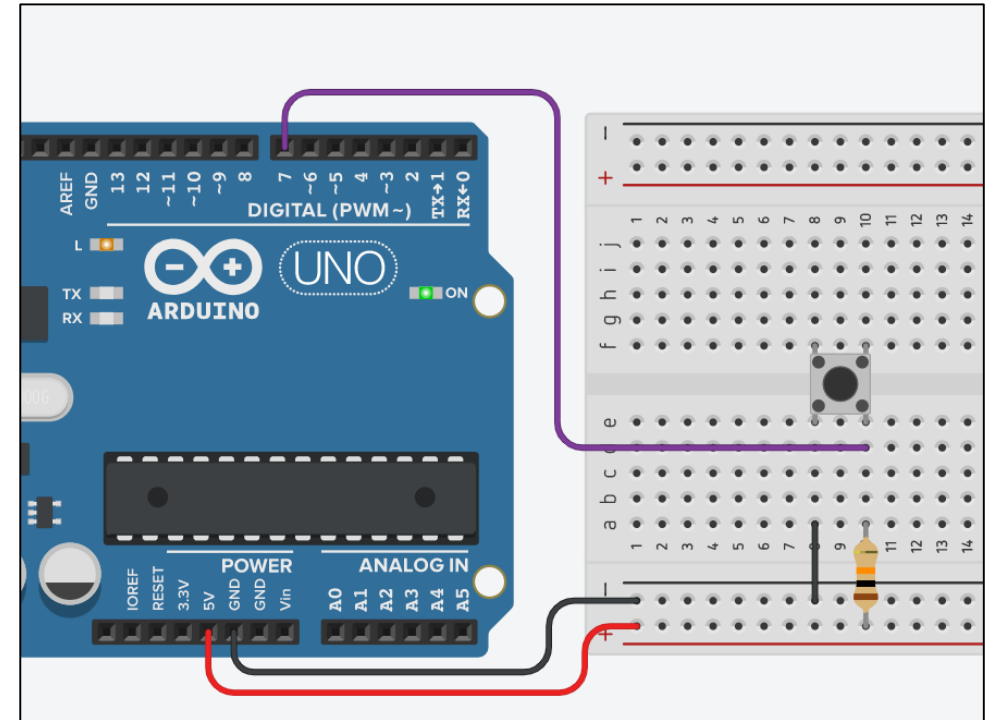 AREF
GND
13
12
~11
~10
~9
8
7
~6
~5
4
~3
2
TX→1
RX←0
DIGITAL (PWM~)
L
TX
RX
ARDUINO
UNO
ON
POWER
ANALOG IN
IOREF
RESET
3.3V
5V
GND
GND
Vin
A0
A1
A2
A3
A4
A5
−
+
1 2 3 4 5 6 7 8 9 10 11 12 13 14
j
i
h
g
f
e
c
b
a
1 2 3 4 5 6 7 9 11 12 13 14
−
+